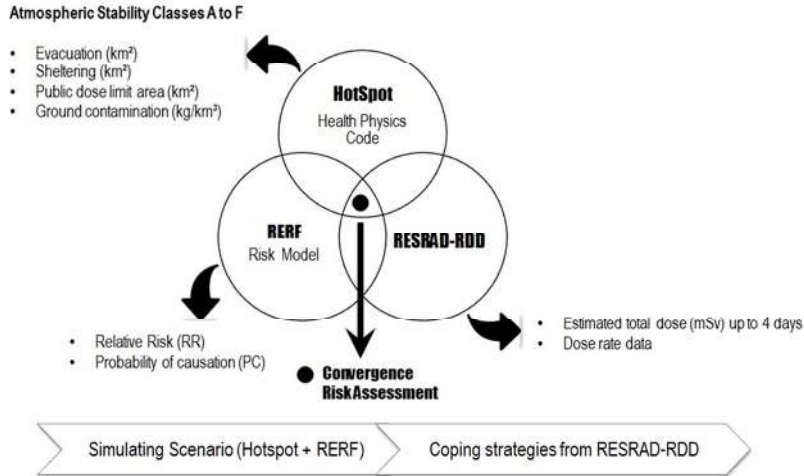 Atmospheric Stability Classes A to F
• Evacuation (km²)
• Sheltering (km²)
• Public dose limit area (km²)
• Ground contamination (kg/km²)
HotSpot
Health Physics
Code
RERF
Risk Model
RESRAD-RDD
• Relative Risk (RR)
• Probability of causation (PC)
• Estimated total dose (mSv) up to 4 days
• Dose rate data
Convergence
Risk Assessment
Simulating Scenario (Hotspot + RERF)
Coping strategies from RESRAD-RDD